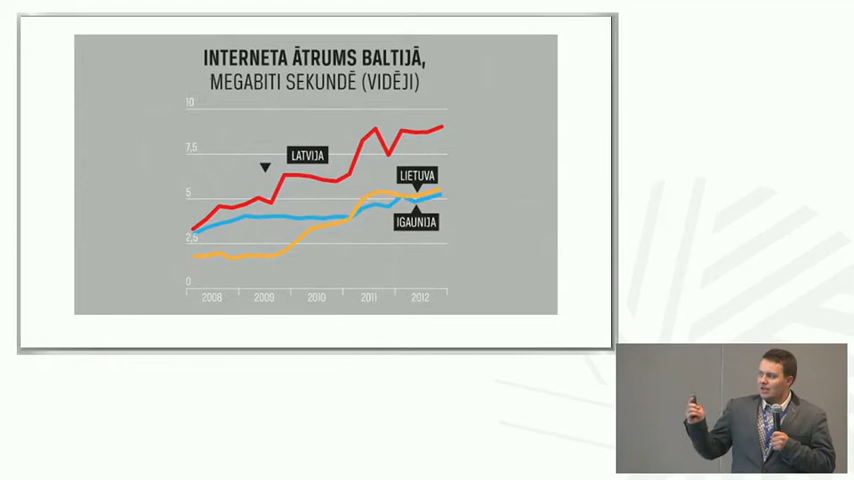 INTERNETA ĀTRUMS BALTIJĀ,
MEGABITI SEKUNDĒ (VIDĒJI)
10
7,5
LATVIJA
LIETUVA
5
IGAUNIJA
2,5
0
2008 2009 2010 2011 2012